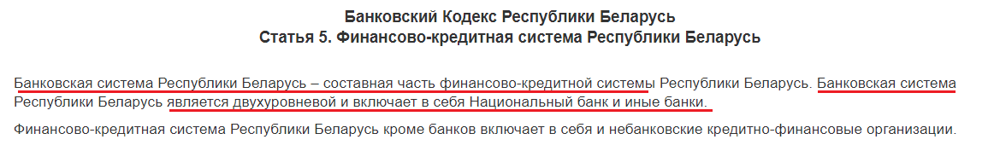 Банковский Кодекс Республики Беларусь
Статья 5. Финансово-кредитная система Республики Беларусь
Банковская система Республики Беларусь – составная часть финансово-кредитной системы Республики Беларусь. Банковская система
Республики Беларусь является двухуровневой и включает в себя Национальный банк и иные банки.
Финансово-кредитная система Республики Беларусь кроме банков включает в себя и небанковские кредитно-финансовые организации.